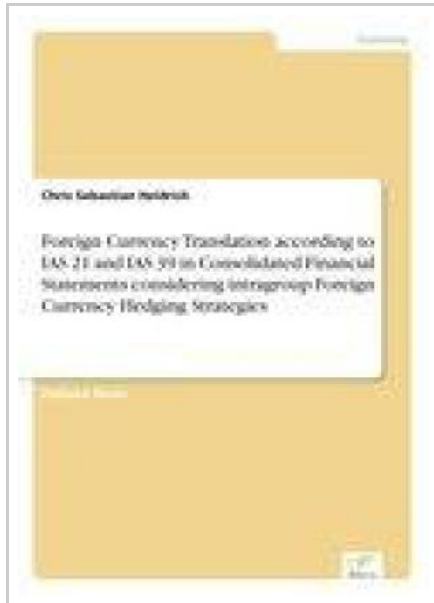 Chris Sebastian Heidrich
Foreign Currency Translation according to
IAS 21 and IAS 39 in Consolidated Financial
Statements considering intragroup Foreign
Currency Hedging Strategies